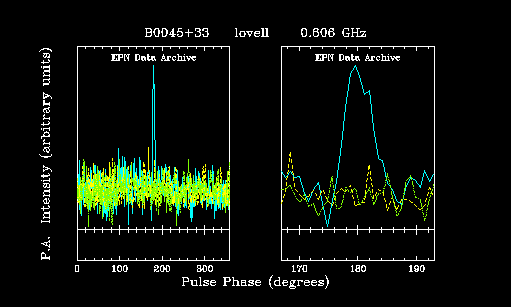 B0045+33 lovell 0.606 GHz
EPN Data Archive EPN Data Archive
P.A. Intensity (arbitrary units)
0 100 200 300 170 180 190
Pulse Phase (degrees)